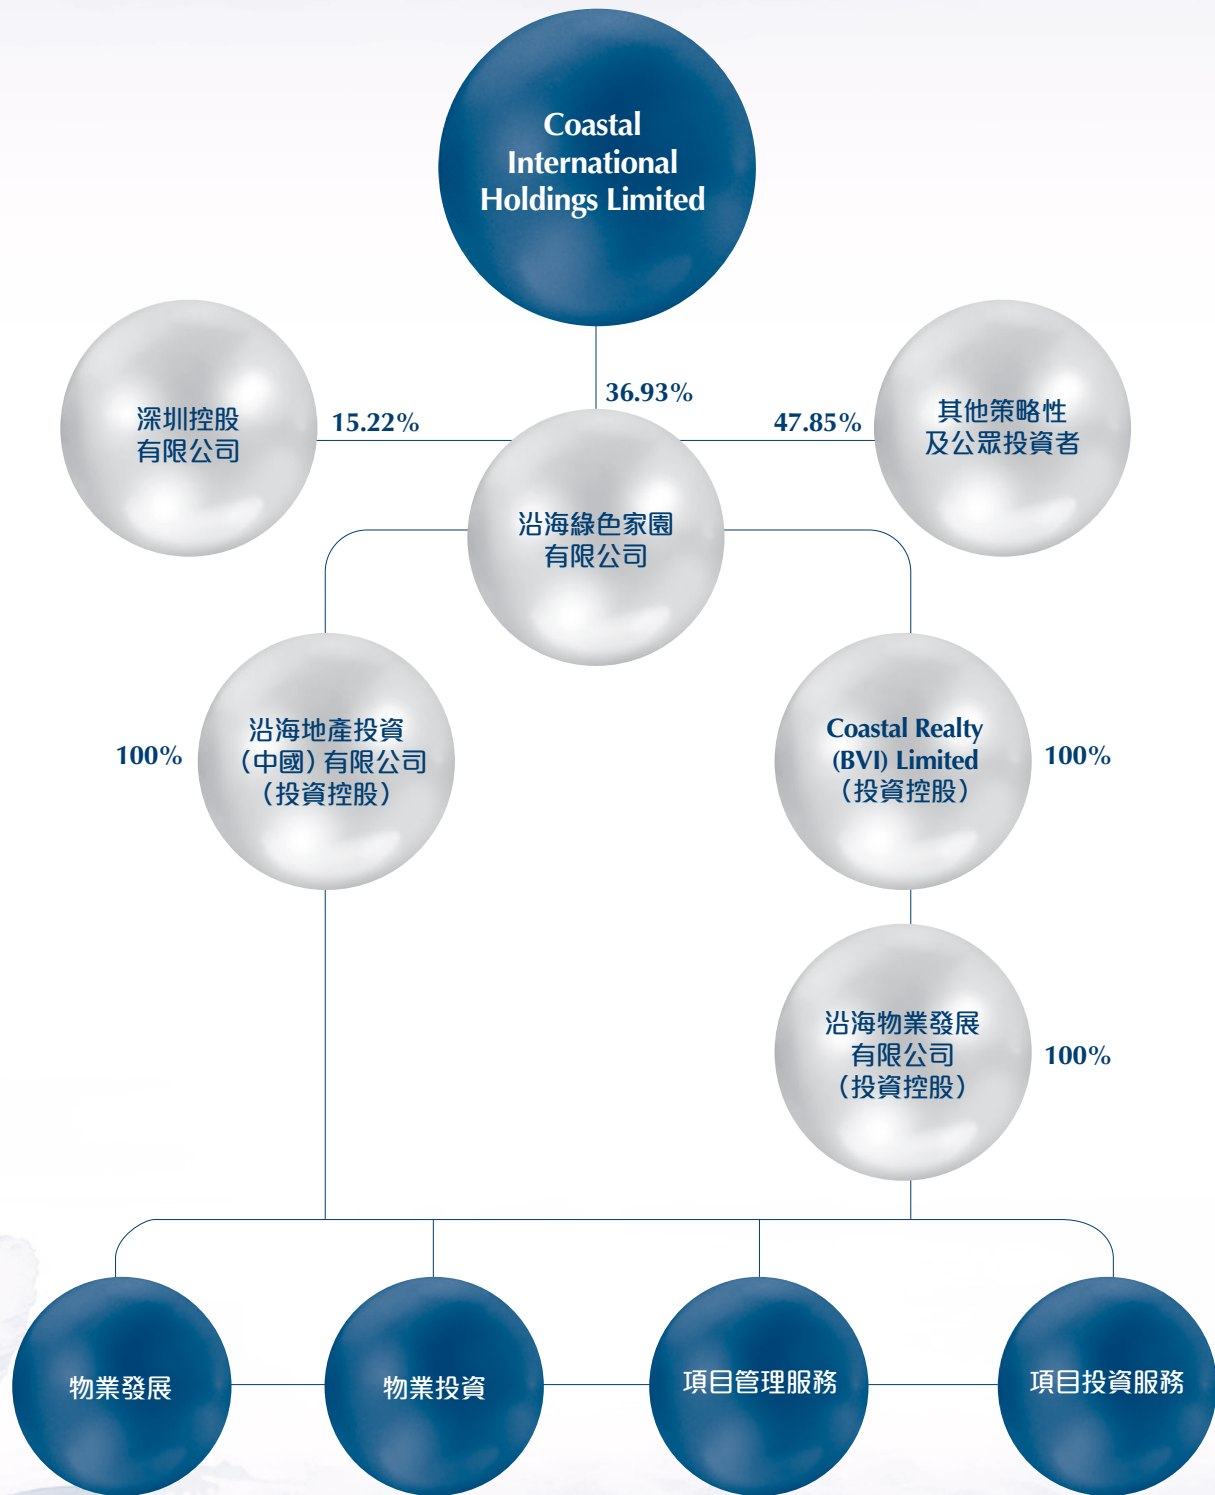 Coastal
International
Holdings Limited
36.93%
深圳控股
有限公司
15.22%
47.85%
其他策略性
及公眾投資者
沿海綠色家園
有限公司
100%
沿海地產投資
（中國）有限公司
（投資控股）
Coastal Realty
(BVI) Limited
（投資控股）
100%
沿海物業發展
有限公司
（投資控股）
100%
物業發展
物業投資
項目管理服務
項目投資服務